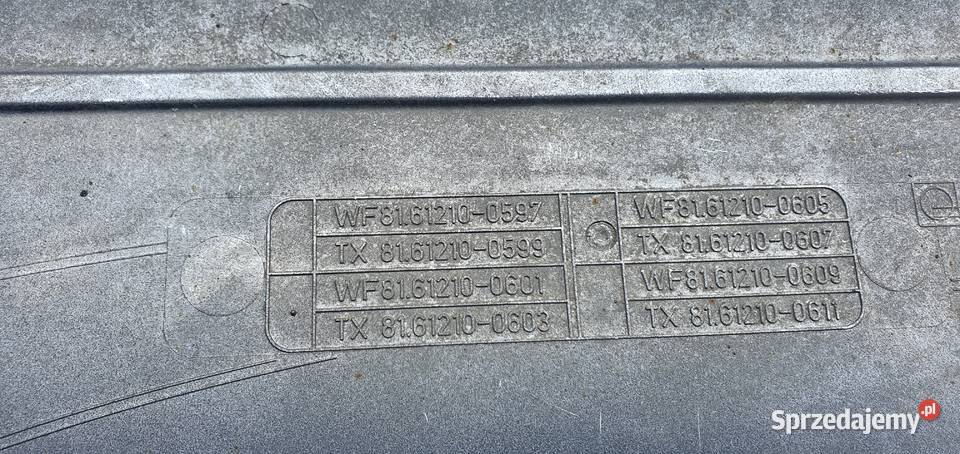 WF81.61210-0597
TX 81.61210-0599
WF81.61210-0601
TX 81.61210-0603
WF81.61210-0605
TX 81.61210-0607
WF81.61210-0609
TX 81.61210-0611
Sprzedajemy.pl